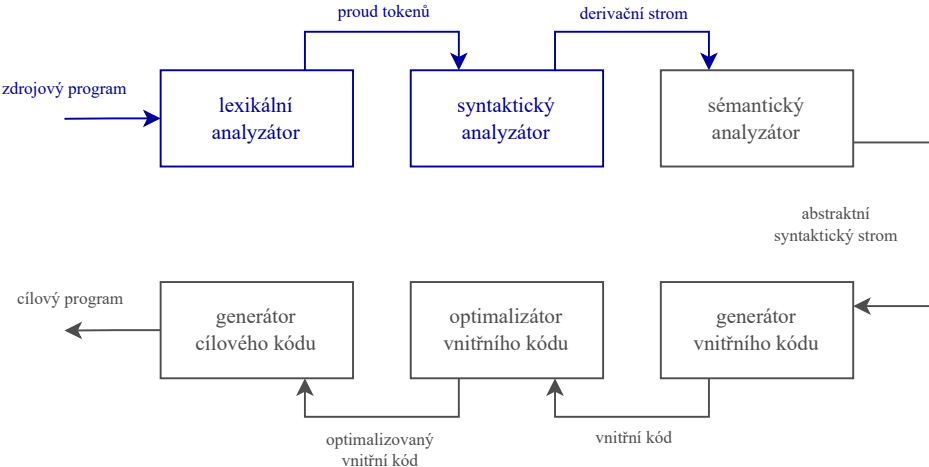 proud tokenů
derivační strom
zdrojový program
lexikální
analyzátor
syntaktický
analyzátor
sémantický
analyzátor
abstraktní
syntaktický strom
cílový program
generátor
cílového kódu
optimalizátor
vnitřního kódu
generátor
vnitřního kódu
optimalizovaný
vnitřní kód
vnitřní kód